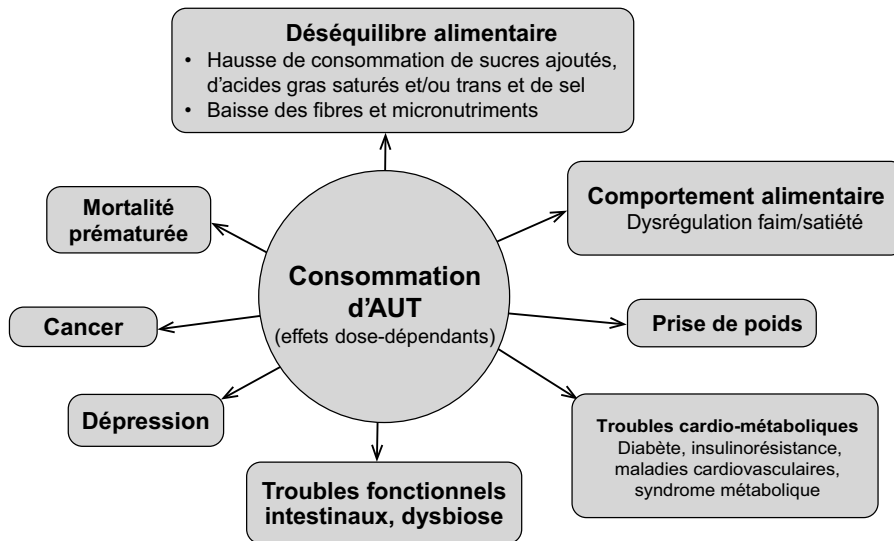 Déséquilibre alimentaire
• Hausse de consommation de sucres ajoutés,
d'acides gras saturés et/ou trans et de sel
• Baisse des fibres et micronutriments
Mortalité
prématurée
Comportement alimentaire
Dysrégulation faim/satiété
Consommation
d'AUT
(effets dose-dépendants)
Cancer
Prise de poids
Dépression
Troubles cardio-métaboliques
Diabète, insulinorésistance,
maladies cardiovasculaires,
syndrome métabolique
Troubles fonctionnels
intestinaux, dysbiose